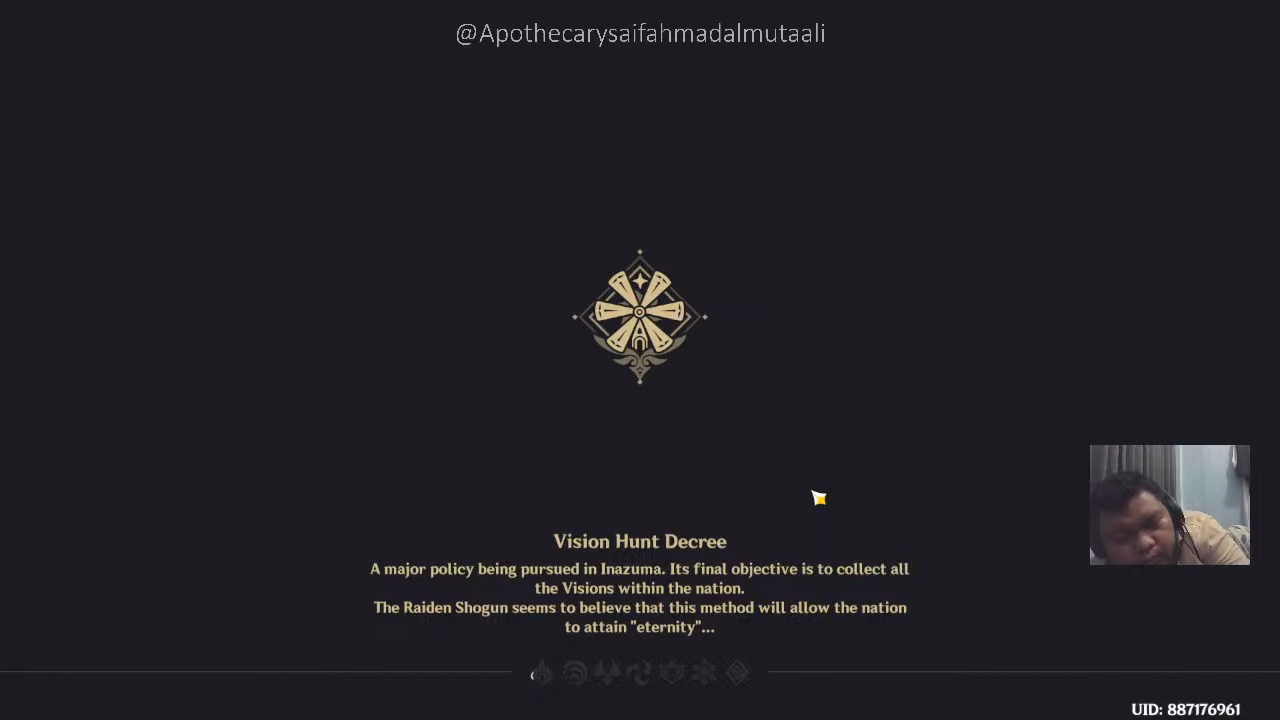 @Apothecarysaifahmadalmutaali
Vision Hunt Decree
A major policy being pursued in Inazuma. Its final objective is to collect all
the Visions within the nation.
The Raiden Shogun seems to believe that this method will allow the nation
to attain "eternity"...
UID: 887176961